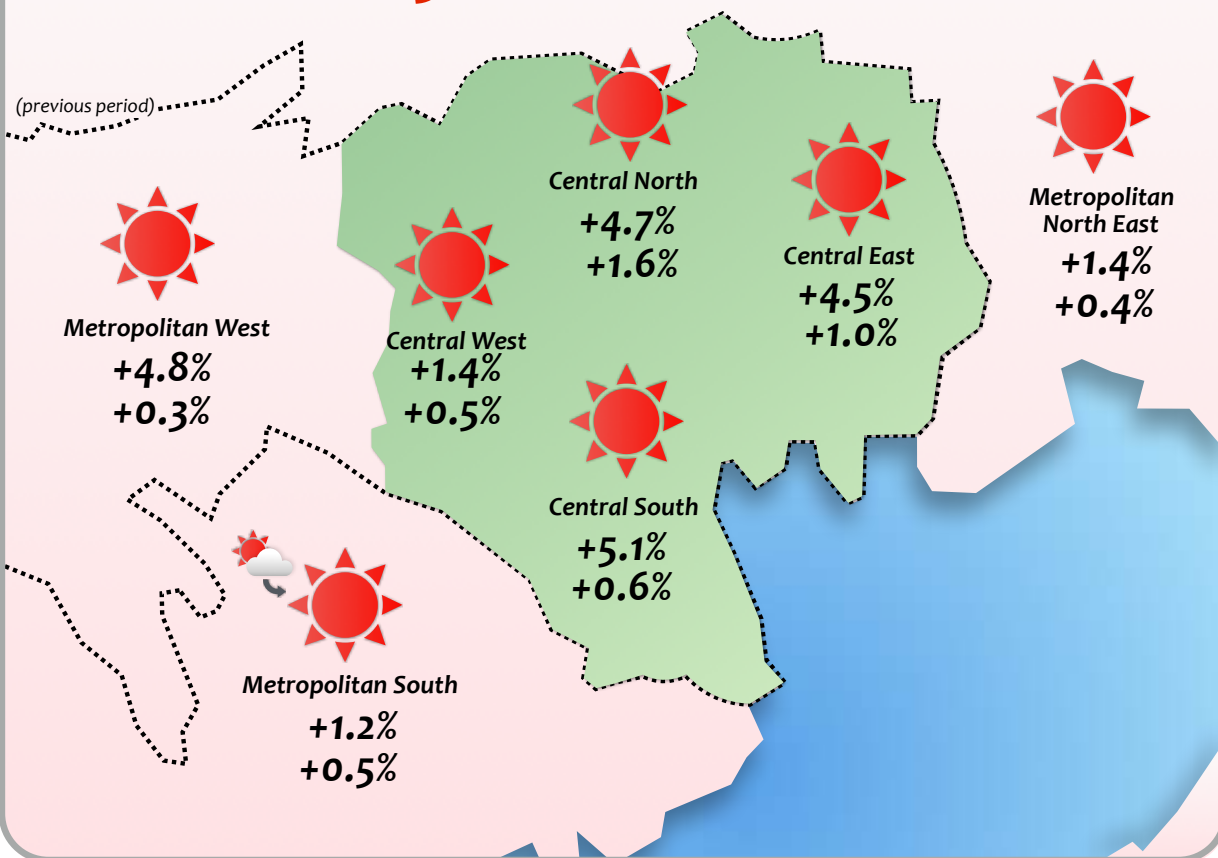 (previous period)
Central North
+4.7%
+1.6%
Central East
+4.5%
+1.0%
Metropolitan
North East
+1.4%
+0.4%
Metropolitan West
+4.8%
+0.3%
Central West
+1.4%
+0.5%
Central South
+5.1%
+0.6%
Metropolitan South
+1.2%
+0.5%